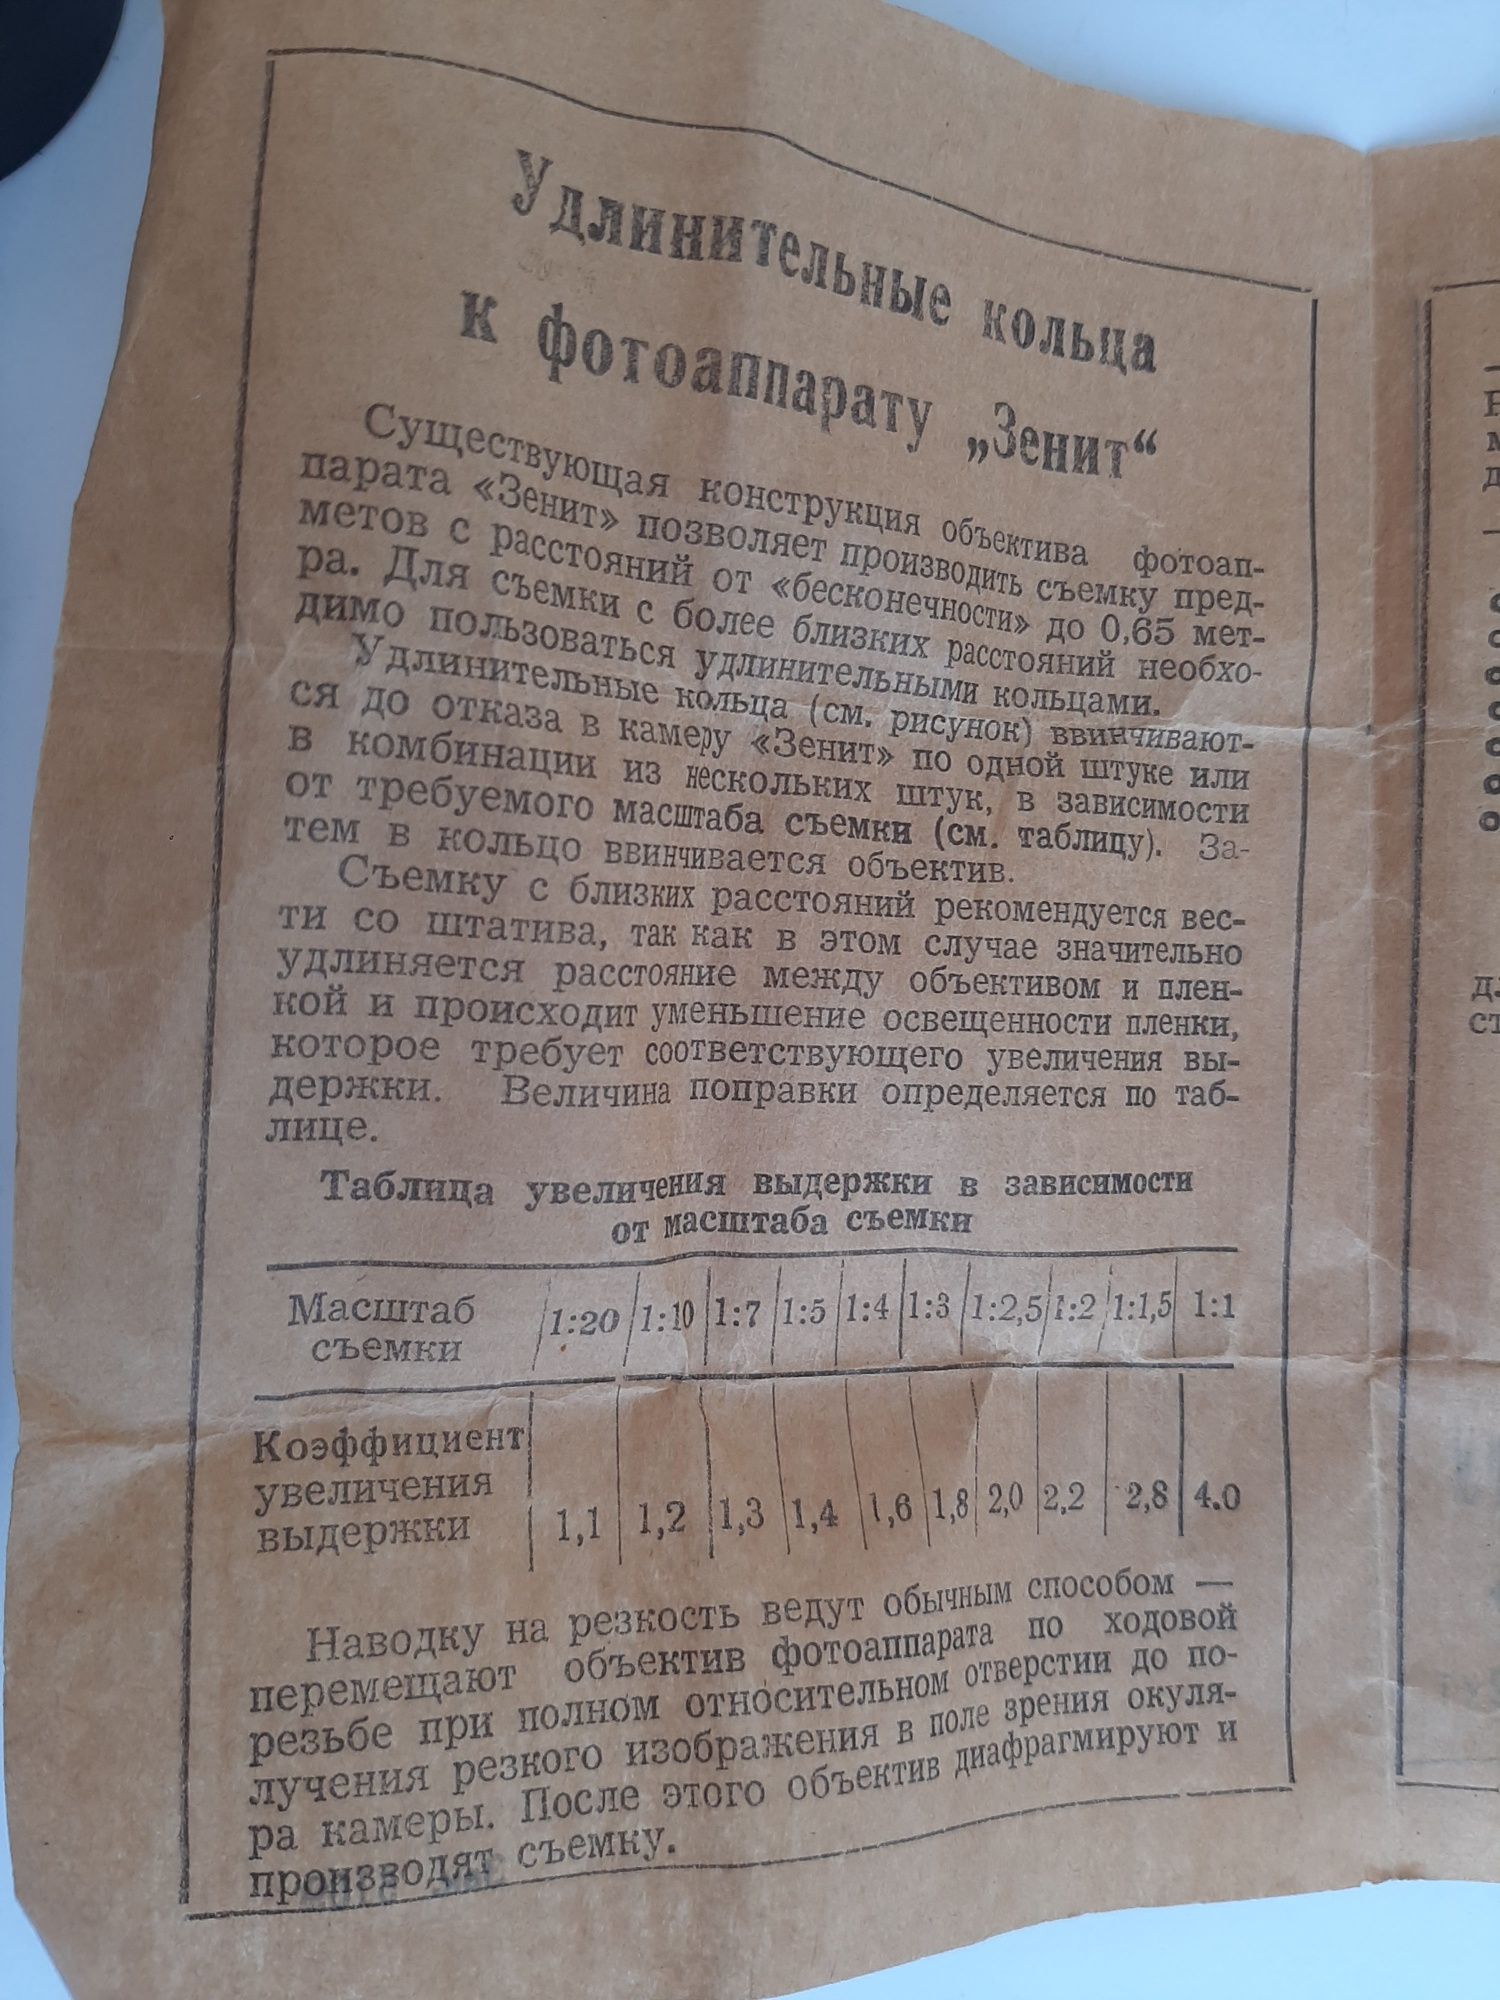 Удлинительные кольца
к фотоаппарату „Зенит“
Существующая конструкция объектива фотоап-
парата «Зенит» позволяет производить съемку пред-
метов с расстояний от «бесконечности» до 0,65 мет-
ра. Для съемки с более близких расстояний необхо-
димо пользоваться удлинительными кольцами.
Удлинительные кольца (см. рисунок) ввинчивают-
ся до отказа в камеру «Зенит» по одной штуке или
в комбинации из нескольких штук, в зависимости
от требуемого масштаба съемки (см. таблицу). За-
тем в кольцо ввинчивается объектив.
Съемку с близких расстояний рекомендуется вес-
ти со штатива, так как в этом случае значительно
удлиняется расстояние между объективом и плен-
кой и происходит уменьшение освещенности пленки,
которое требует соответствующего увеличения вы-
держки. Величина поправки определяется по таб-
лице.
Таблица увеличения выдержки в зависимости
от масштаба съемки
Масштаб съемки 1:20 1:10 1:7 1:5 1:4 1:3 1:2,5 1:2 1:1,5 1:1
Коэффициент
увеличения
выдержки 1,1 1,2 1,3 1,4 1,6 1,8 2,0 2,2 2,8 4.0
Наводку на резкость ведут обычным способом —
перемещают объектив фотоаппарата по ходовой
резьбе при полном относительном отверстии до по-
лучения резкого изображения в поле зрения окуля-
ра камеры. После этого объектив диафрагмируют и
производят съемку.